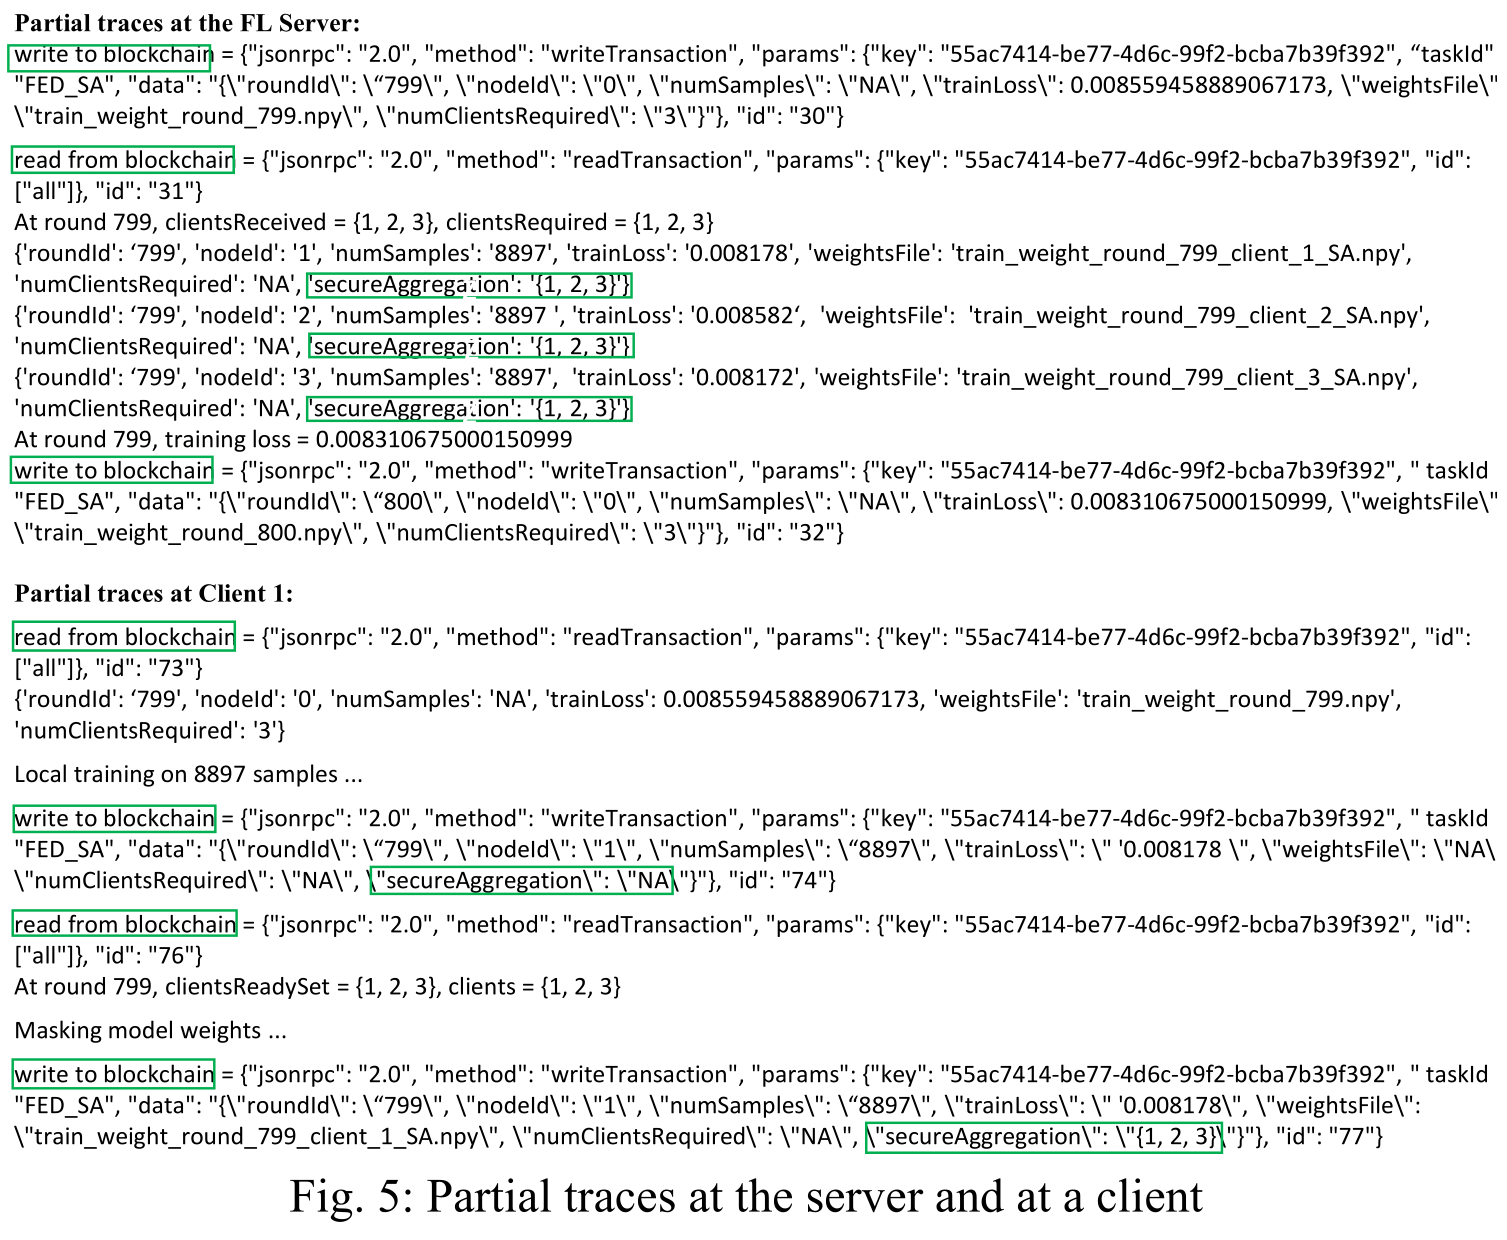 Partial traces at the FL Server:
write to blockchain = {"jsonrpc": "2.0", "method": "writeTransaction", "params": {"key": "55ac7414-be77-4d6c-99f2-bcba7b39f392", “taskId"
"FED_SA", "data": "{\"roundId\": \“799\", \"nodeId\": \"0\", \"numSamples\": \"NA\", \"trainLoss\": 0.008559458889067173, \"weightsFile\"
\"train_weight_round_799.npy\", \"numClientsRequired\": \"3\"}"}, "id": "30"}
read from blockchain = {"jsonrpc": "2.0", "method": "readTransaction", "params": {"key": "55ac7414-be77-4d6c-99f2-bcba7b39f392", "id":
["all"]}, "id": "31"}
At round 799, clientsReceived = {1, 2, 3}, clientsRequired = {1, 2, 3}
{'roundId': ‘799', 'nodeId': '1', 'numSamples': '8897', 'trainLoss': '0.008178', 'weightsFile': 'train_weight_round_799_client_1_SA.npy',
'numClientsRequired': 'NA', 'secureAggregation': '{1, 2, 3}'}
{'roundId': ‘799', 'nodeId': '2', 'numSamples': '8897 ', 'trainLoss': '0.008582‘, 'weightsFile': 'train_weight_round_799_client_2_SA.npy',
'numClientsRequired': 'NA', 'secureAggregation': '{1, 2, 3}'}
{'roundId': ‘799', 'nodeId': '3', 'numSamples': '8897', 'trainLoss': '0.008172', 'weightsFile': 'train_weight_round_799_client_3_SA.npy',
'numClientsRequired': 'NA', 'secureAggregation': '{1, 2, 3}'}
At round 799, training loss = 0.008310675000150999
write to blockchain = {"jsonrpc": "2.0", "method": "writeTransaction", "params": {"key": "55ac7414-be77-4d6c-99f2-bcba7b39f392", " taskId
"FED_SA", "data": "{\"roundId\": \“800\", \"nodeId\": \"0\", \"numSamples\": \"NA\", \"trainLoss\": 0.008310675000150999, \"weightsFile\"
\"train_weight_round_800.npy\", \"numClientsRequired\": \"3\"}"}, "id": "32"}
Partial traces at Client 1:
read from blockchain = {"jsonrpc": "2.0", "method": "readTransaction", "params": {"key": "55ac7414-be77-4d6c-99f2-bcba7b39f392", "id":
["all"]}, "id": "73"}
{'roundId': ‘799', 'nodeId': '0', 'numSamples': 'NA', 'trainLoss': 0.008559458889067173, 'weightsFile': 'train_weight_round_799.npy',
'numClientsRequired': '3'}
Local training on 8897 samples ...
write to blockchain = {"jsonrpc": "2.0", "method": "writeTransaction", "params": {"key": "55ac7414-be77-4d6c-99f2-bcba7b39f392", " taskId
"FED_SA", "data": "{\"roundId\": \“799\", \"nodeId\": \"1\", \"numSamples\": \“8897\", \"trainLoss\": \" '0.008178 \", \"weightsFile\": \"NA\
\"numClientsRequired\": \"NA\", \"secureAggregation\": \"NA\"}"}, "id": "74"}
read from blockchain = {"jsonrpc": "2.0", "method": "readTransaction", "params": {"key": "55ac7414-be77-4d6c-99f2-bcba7b39f392", "id":
["all"]}, "id": "76"}
At round 799, clientsReadySet = {1, 2, 3}, clients = {1, 2, 3}
Masking model weights ...
write to blockchain = {"jsonrpc": "2.0", "method": "writeTransaction", "params": {"key": "55ac7414-be77-4d6c-99f2-bcba7b39f392", " taskId
"FED_SA", "data": "{\"roundId\": \“799\", \"nodeId\": \"1\", \"numSamples\": \“8897\", \"trainLoss\": \" '0.008178\", \"weightsFile\":
\"train_weight_round_799_client_1_SA.npy\", \"numClientsRequired\": \"NA\", \"secureAggregation\": \"{1, 2, 3}\"}"}, "id": "77"}
Fig. 5: Partial traces at the server and at a client